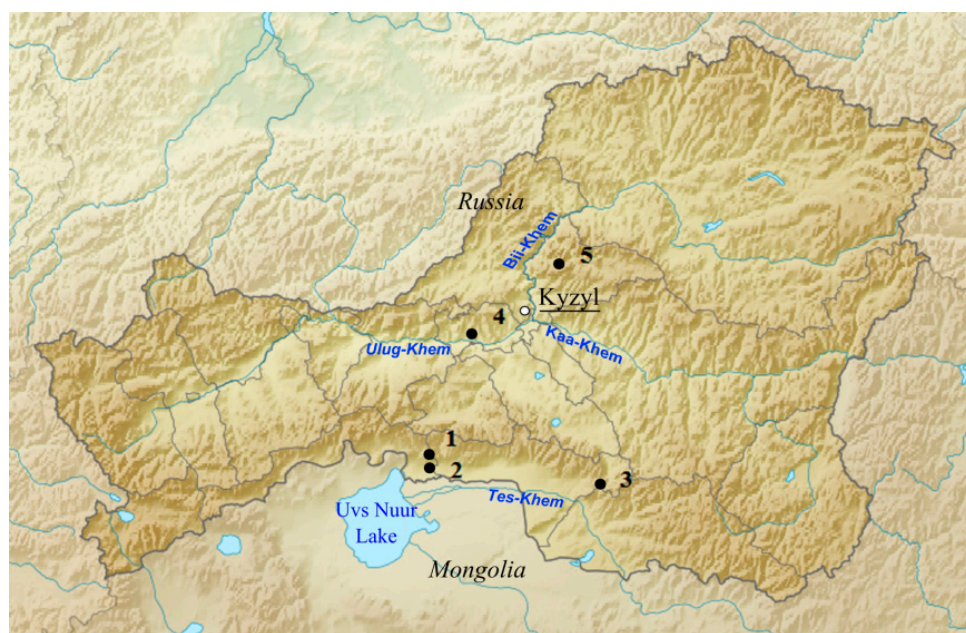 Russia
Bii-Khem
5
Kyzyl
4
Ulug-Khem
Kaa-Khem
1
2
3
Tes-Khem
Uvs Nuur
Lake
Mongolia